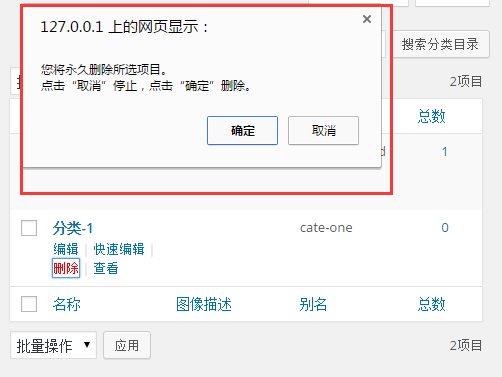 127.0.0.1 上的网页显示：
您将永久删除所选项目。
点击“取消”停止，点击“确定”删除。
确定 取消
搜索分类目录
2项目
总数
d 1
分类-1 cate-one 0
编辑 | 快速编辑 |
删除 | 查看
名称 图像描述 别名 总数
批量操作 应用 2项目